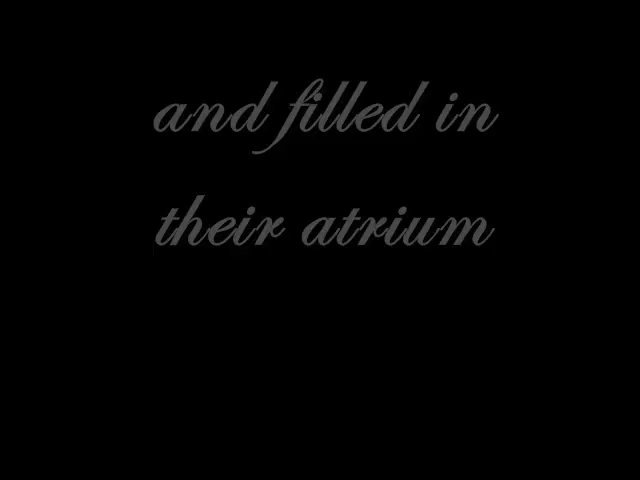 and filled in
their atrium